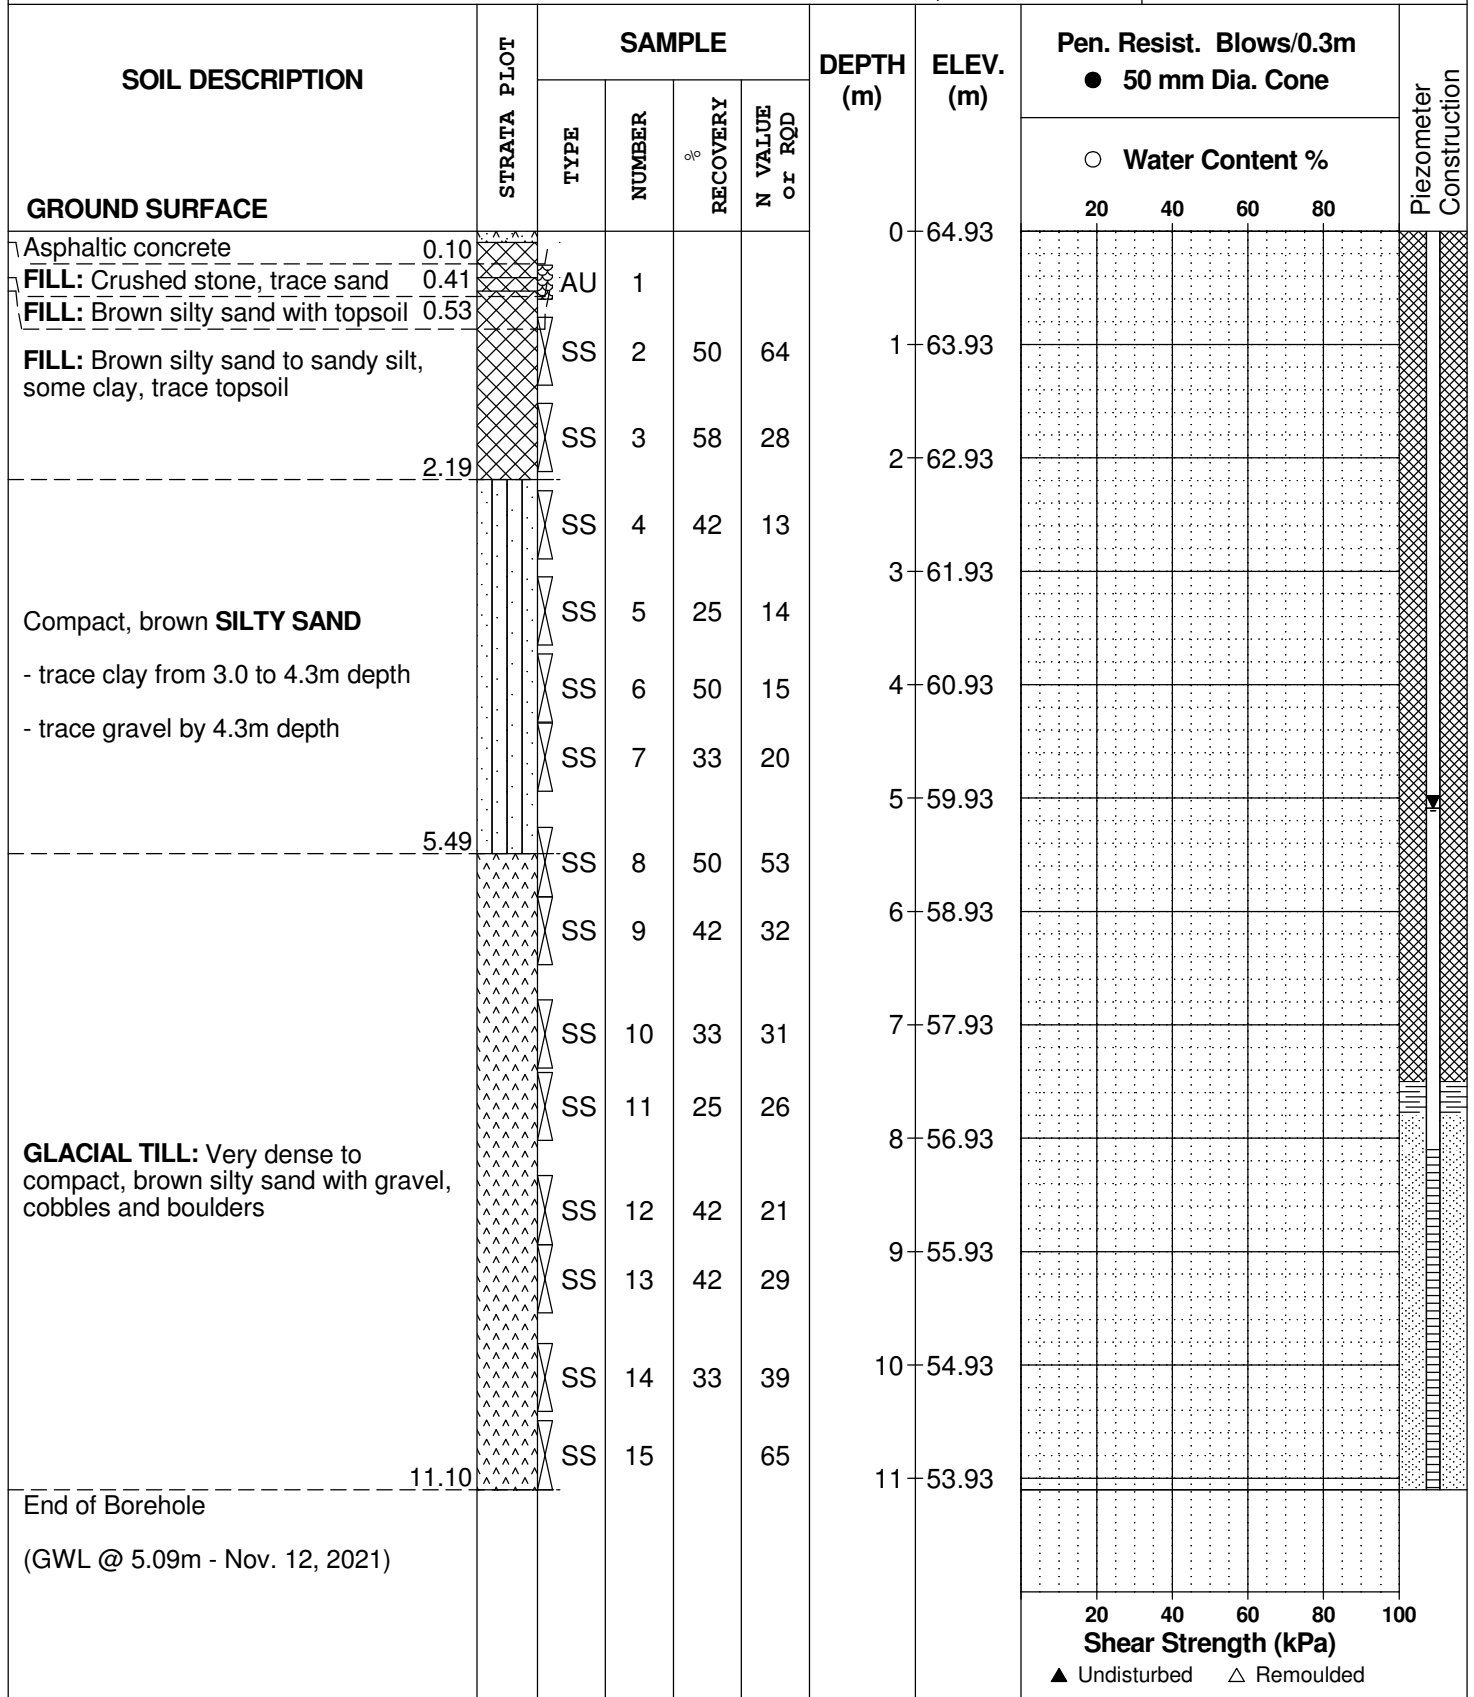 SOIL DESCRIPTION
GROUND SURFACE
STRATA PLOT
SAMPLE
TYPE
NUMBER
% RECOVERY
N VALUE or RQD
DEPTH (m)
ELEV. (m)
Pen. Resist. Blows/0.3m
● 50 mm Dia. Cone
○ Water Content %
20 40 60 80
Piezometer Construction
0 64.93
Asphaltic concrete 0.10
FILL: Crushed stone, trace sand 0.41
AU 1
FILL: Brown silty sand with topsoil 0.53
FILL: Brown silty sand to sandy silt,
some clay, trace topsoil
SS 2 50 64
1 63.93
SS 3 58 28
2 62.93
2.19
SS 4 42 13
3 61.93
Compact, brown SILTY SAND
SS 5 25 14
- trace clay from 3.0 to 4.3m depth
SS 6 50 15
4 60.93
- trace gravel by 4.3m depth
SS 7 33 20
5 59.93
5.49
SS 8 50 53
6 58.93
SS 9 42 32
7 57.93
SS 10 33 31
SS 11 25 26
8 56.93
GLACIAL TILL: Very dense to
compact, brown silty sand with gravel,
cobbles and boulders
SS 12 42 21
9 55.93
SS 13 42 29
10 54.93
SS 14 33 39
SS 15 65
11 53.93
11.10
End of Borehole
(GWL @ 5.09m - Nov. 12, 2021)
20 40 60 80 100
Shear Strength (kPa)
▲ Undisturbed △ Remoulded